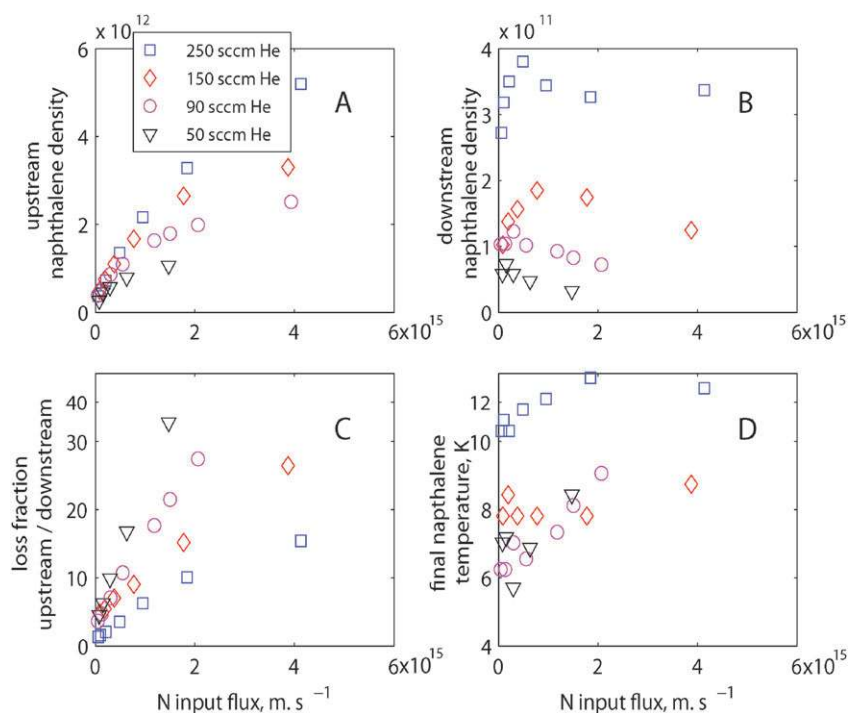 x 10 12
6
4
2
0
upstream
naphthalene density
250 sccm He
150 sccm He
90 sccm He
50 sccm He
A
0
2
4
6x10 15
x 10 11
4
3
2
1
0
downstream
naphthalene density
B
0
2
4
6x10 15
40
30
20
10
0
loss fraction
upstream / downstream
C
0
2
4
6x10 15
N input flux, m. s −1
12
10
8
6
4
final napthalene
temperature, K
D
0
2
4
6x10 15
N input flux, m. s −1